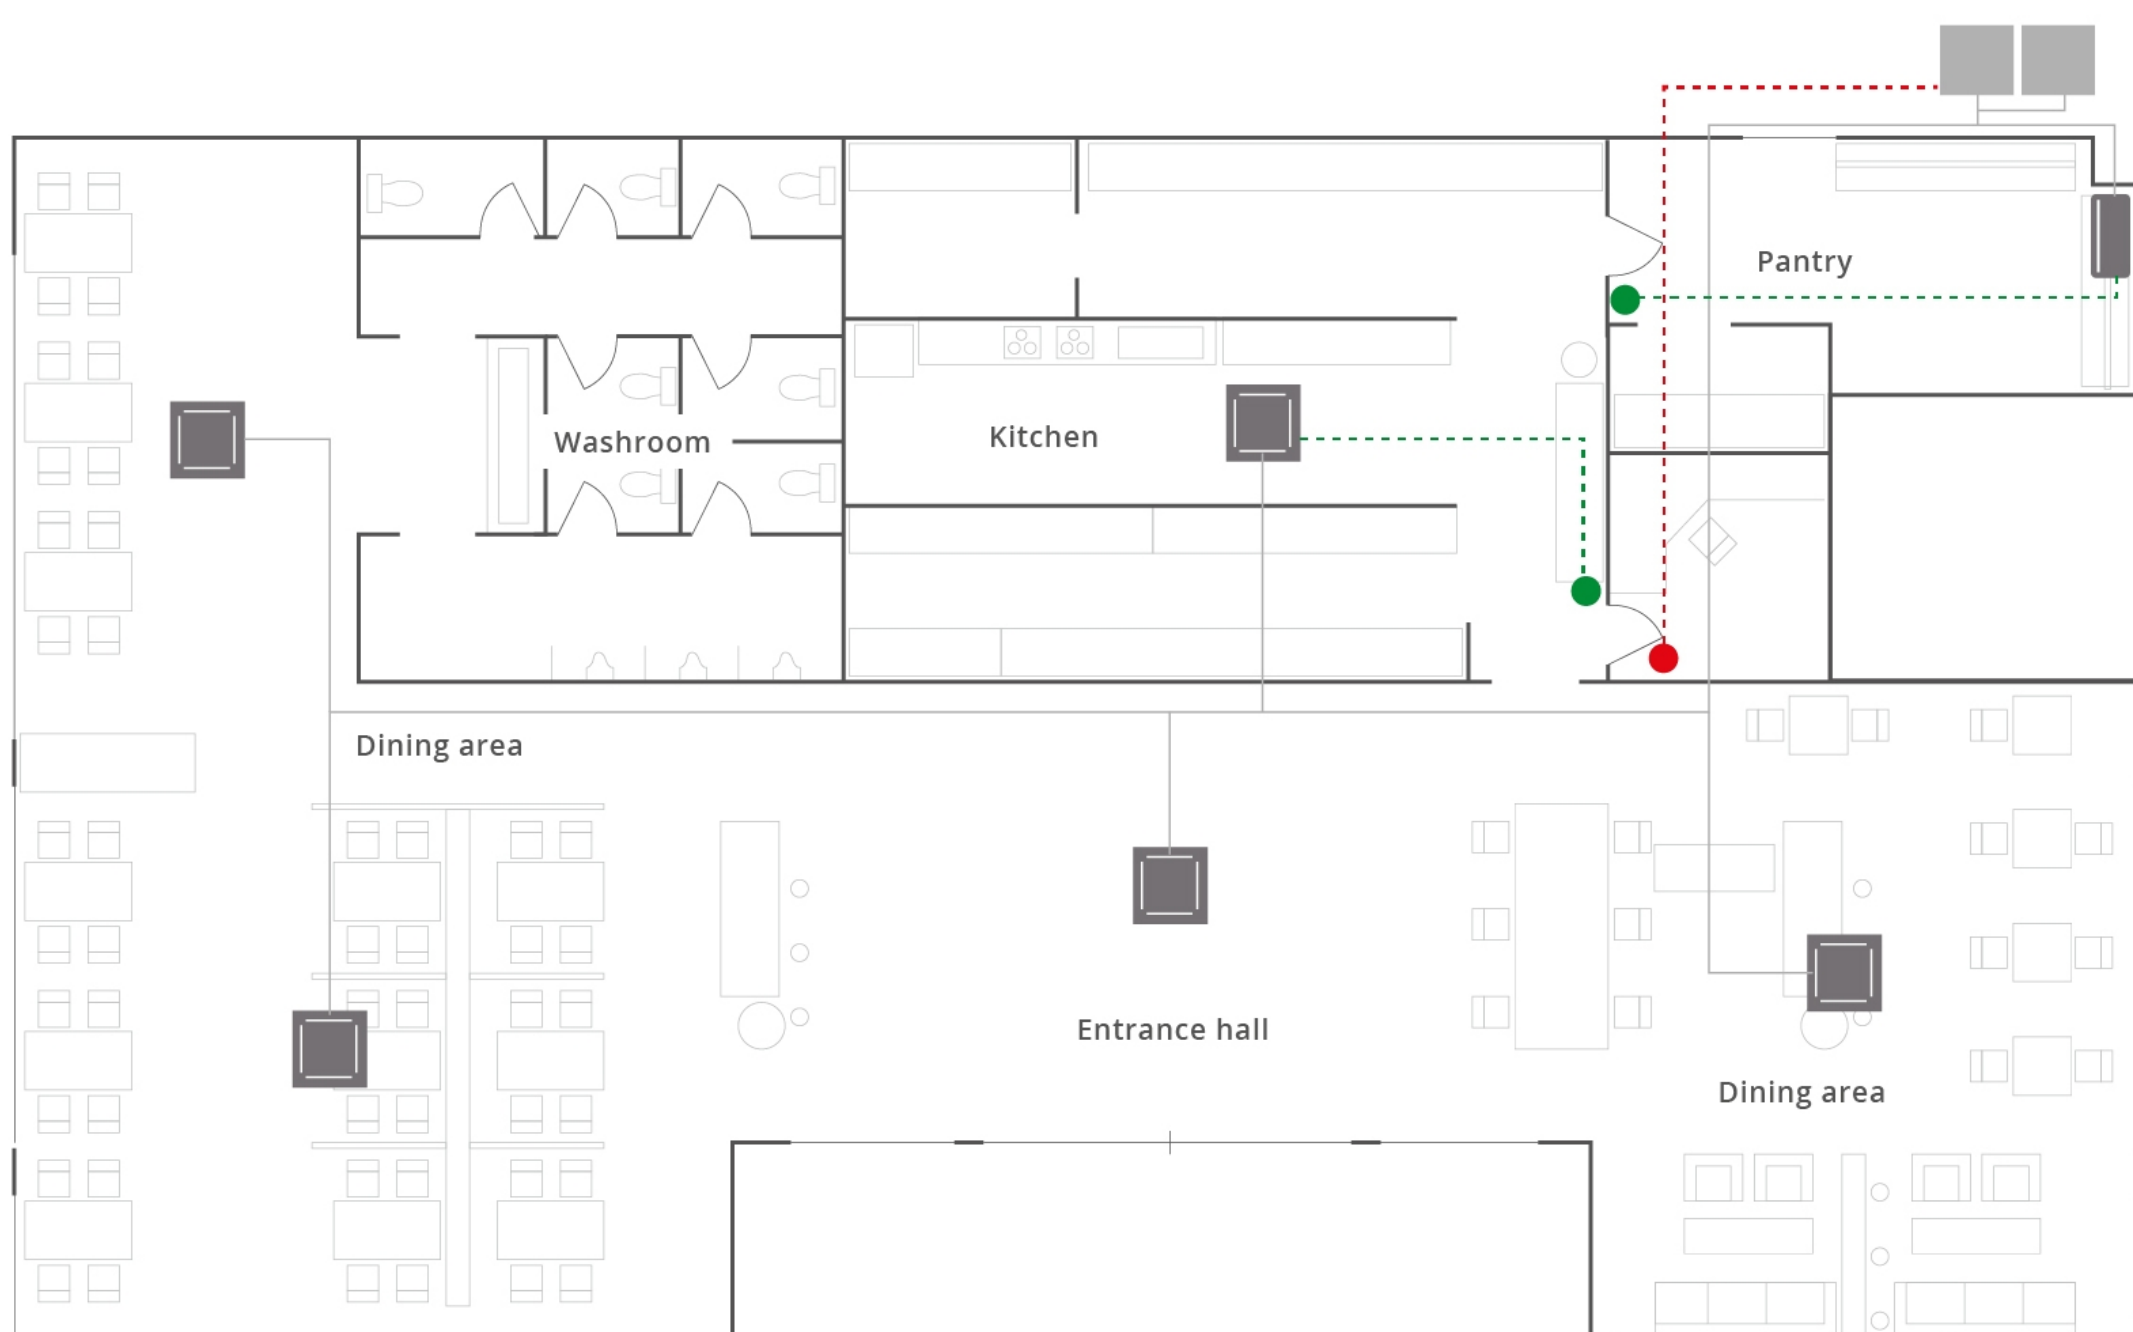 Pantry
Washroom
Kitchen
Dining area
Entrance hall
Dining area